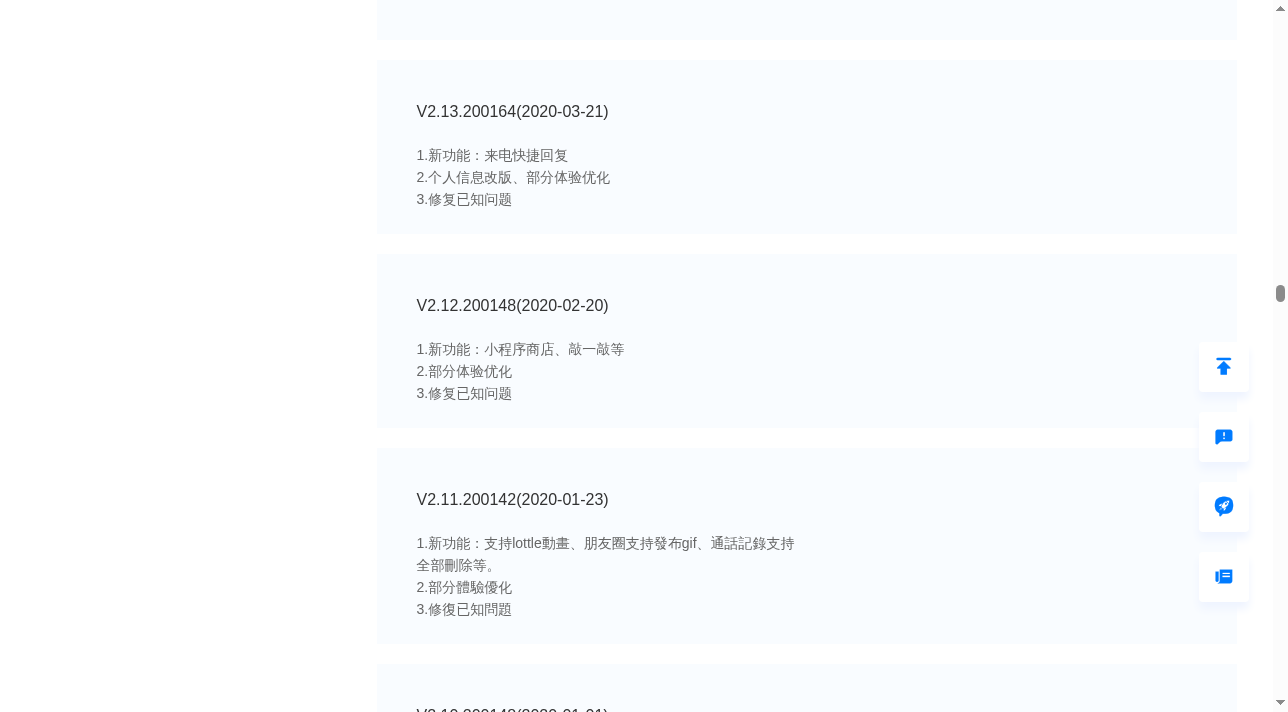 V2.13.200164(2020-03-21)
1.新功能：来电快捷回复
2.个人信息改版、部分体验优化
3.修复已知问题
V2.12.200148(2020-02-20)
1.新功能：小程序商店、敲一敲等
2.部分体验优化
3.修复已知问题
V2.11.200142(2020-01-23)
1.新功能：支持lottle動畫、朋友圈支持發布gif、通話記錄支持
全部刪除等。
2.部分體驗優化
3.修復已知問題